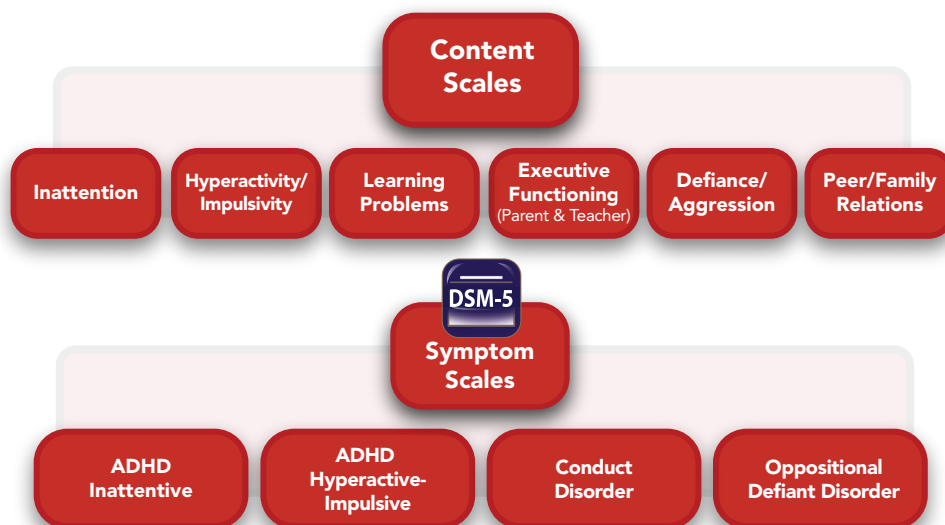 Content
Scales
Inattention
Hyperactivity/
Impulsivity
Learning
Problems
Executive
Functioning
(Parent & Teacher)
Defiance/
Aggression
Peer/Family
Relations
DSM-5
Symptom
Scales
ADHD
Inattentive
ADHD
Hyperactive-
Impulsive
Conduct
Disorder
Oppositional
Defiant Disorder